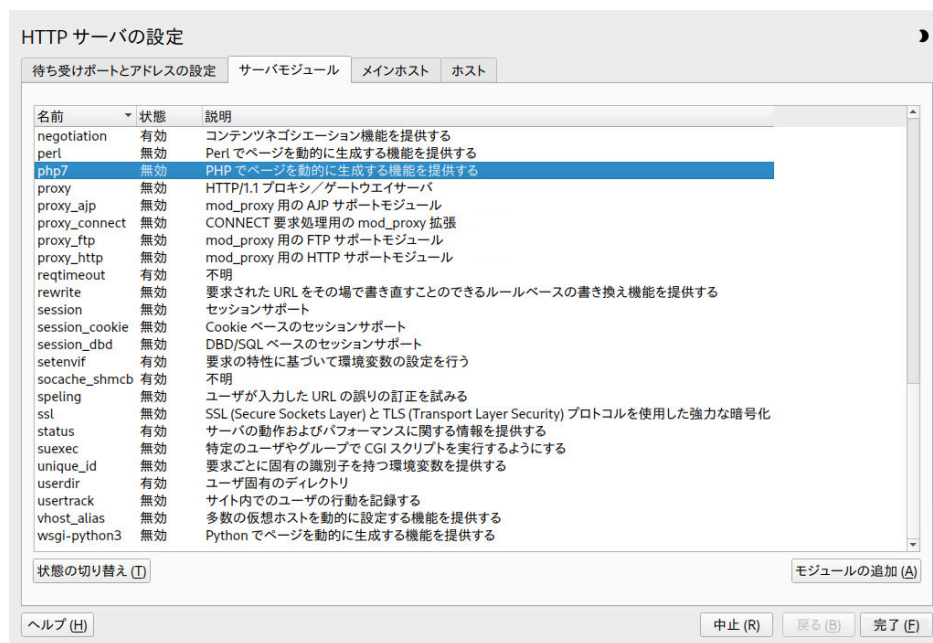 HTTP サーバの設定
待ち受けポートとアドレスの設定 サーバモジュール メインホスト ホスト
名前 状態 説明
negotiation 有効 コンテンツネゴシエーション機能を提供する
perl 無効 Perl でページを動的に生成する機能を提供する
php7 無効 PHP でページを動的に生成する機能を提供する
proxy 無効 HTTP/1.1 プロキシ／ゲートウエイサーバ
proxy_ajp 無効 mod_proxy 用の AJP サポートモジュール
proxy_connect 無効 CONNECT 要求処理用の mod_proxy 拡張
proxy_ftp 無効 mod_proxy 用の FTP サポートモジュール
proxy_http 無効 mod_proxy 用の HTTP サポートモジュール
reqtimeout 有効 不明
rewrite 無効 要求された URL をその場で書き直すことのできるルールベースの書き換え機能を提供する
session 無効 セッションサポート
session_cookie 無効 Cookie ベースのセッションサポート
session_dbd 無効 DBD/SQL ベースのセッションサポート
setenvif 有効 要求の特性に基づいて環境変数の設定を行う
socache_shmcb 有効 不明
speling 無効 ユーザが入力した URL の誤りの訂正を試みる
ssl 無効 SSL (Secure Sockets Layer) と TLS (Transport Layer Security) プロトコルを使用した強力な暗号化
status 有効 サーバの動作およびパフォーマンスに関する情報を提供する
suexec 無効 特定のユーザやグループで CGI スクリプトを実行するようにする
unique_id 無効 要求ごとに固有の識別子を持つ環境変数を提供する
userdir 有効 ユーザ固有のディレクトリ
usertrack 無効 サイト内でのユーザの行動を記録する
vhost_alias 無効 多数の仮想ホストを動的に設定する機能を提供する
wsgi-python3 無効 Python でページを動的に生成する機能を提供する
状態の切り替え (T) モジュールの追加 (A)
ヘルプ (H) 中止 (R) 戻る (B) 完了 (F)